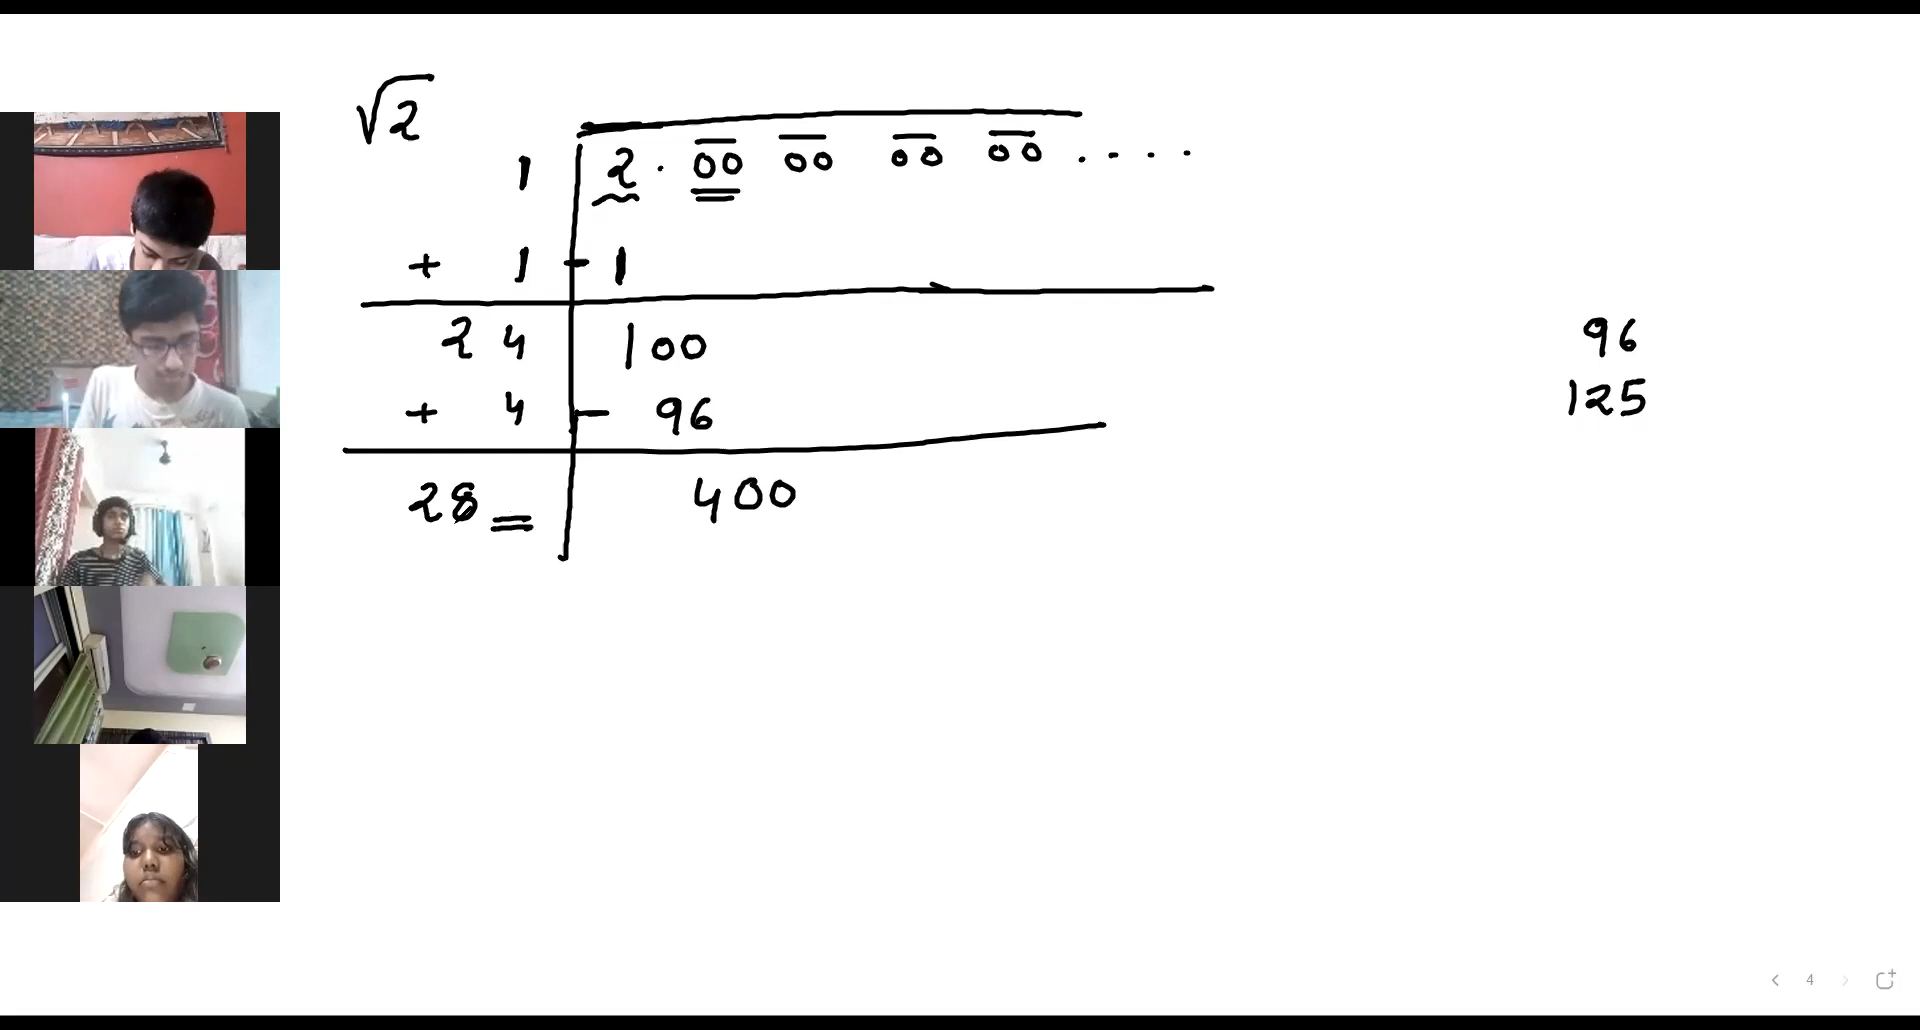 √2
1 2 . 00 00 00 00 . . . .
+ 1 - 1
2 4 100
+ 4 - 96
28 = 400
96
125
4